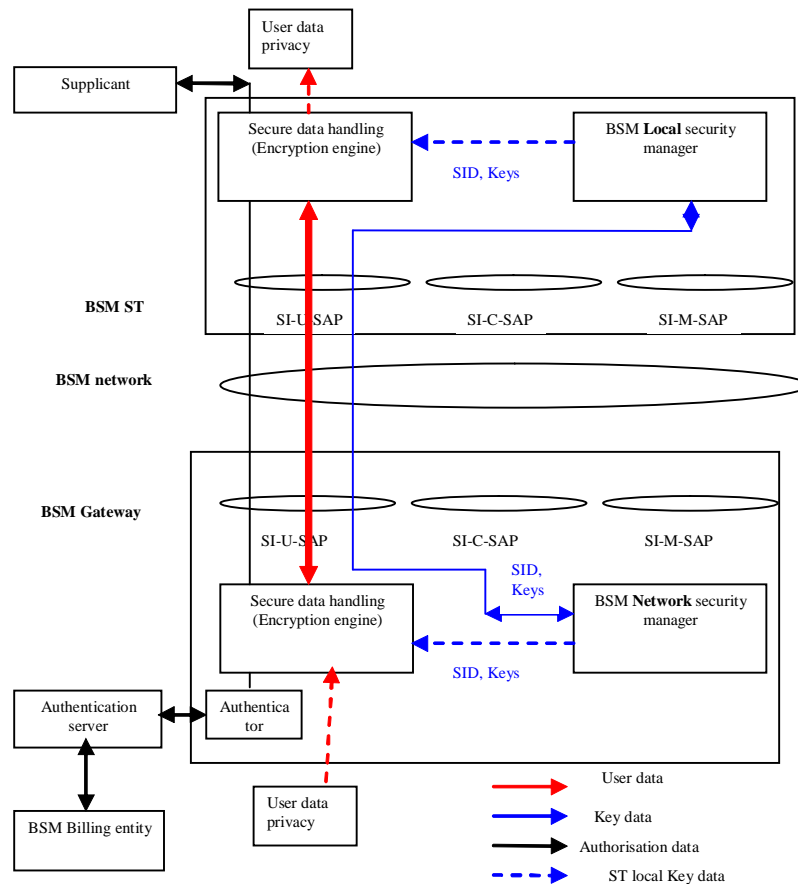 User data
privacy
Supplicant
Secure data handling
(Encryption engine)
BSM Local security
manager
SID, Keys
BSM ST
SI-U-SAP
SI-C-SAP
SI-M-SAP
BSM network
BSM Gateway
SI-U-SAP
SI-C-SAP
SI-M-SAP
SID,
Keys
Secure data handling
(Encryption engine)
BSM Network security
manager
SID, Keys
Authentication
server
Authentica
tor
User data
privacy
BSM Billing entity
User data
Key data
Authorisation data
ST local Key data